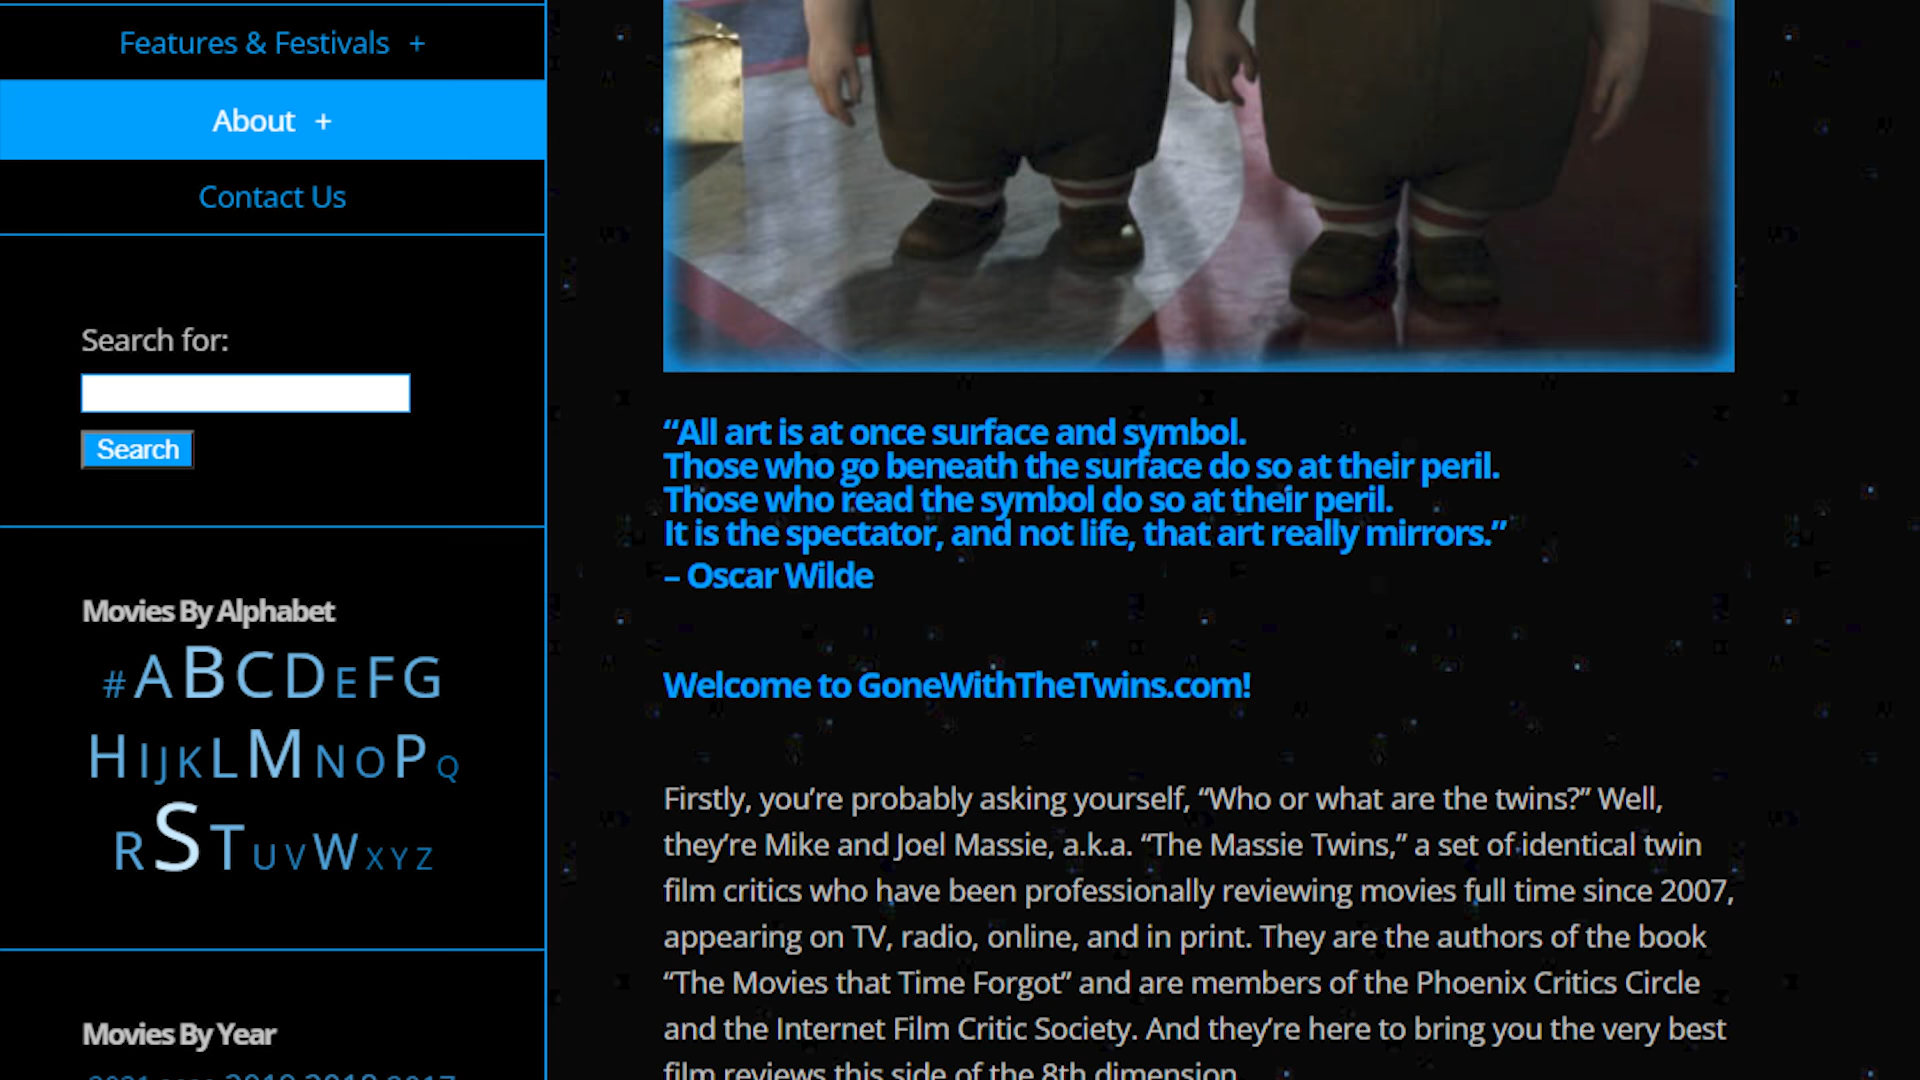 Features & Festivals +
About +
Contact Us
Search for:
Search
Movies By Alphabet
# A B C D E F G
H I J K L M N O P Q
R S T U V W X Y Z
Movies By Year
“All art is at once surface and symbol.
Those who go beneath the surface do so at their peril.
Those who read the symbol do so at their peril.
It is the spectator, and not life, that art really mirrors.”
– Oscar Wilde
Welcome to GoneWithTheTwins.com!
Firstly, you’re probably asking yourself, “Who or what are the twins?” Well,
they’re Mike and Joel Massie, a.k.a. “The Massie Twins,” a set of identical twin
film critics who have been professionally reviewing movies full time since 2007,
appearing on TV, radio, online, and in print. They are the authors of the book
“The Movies that Time Forgot” and are members of the Phoenix Critics Circle
and the Internet Film Critic Society. And they’re here to bring you the very best
film reviews this side of the 8th dimension